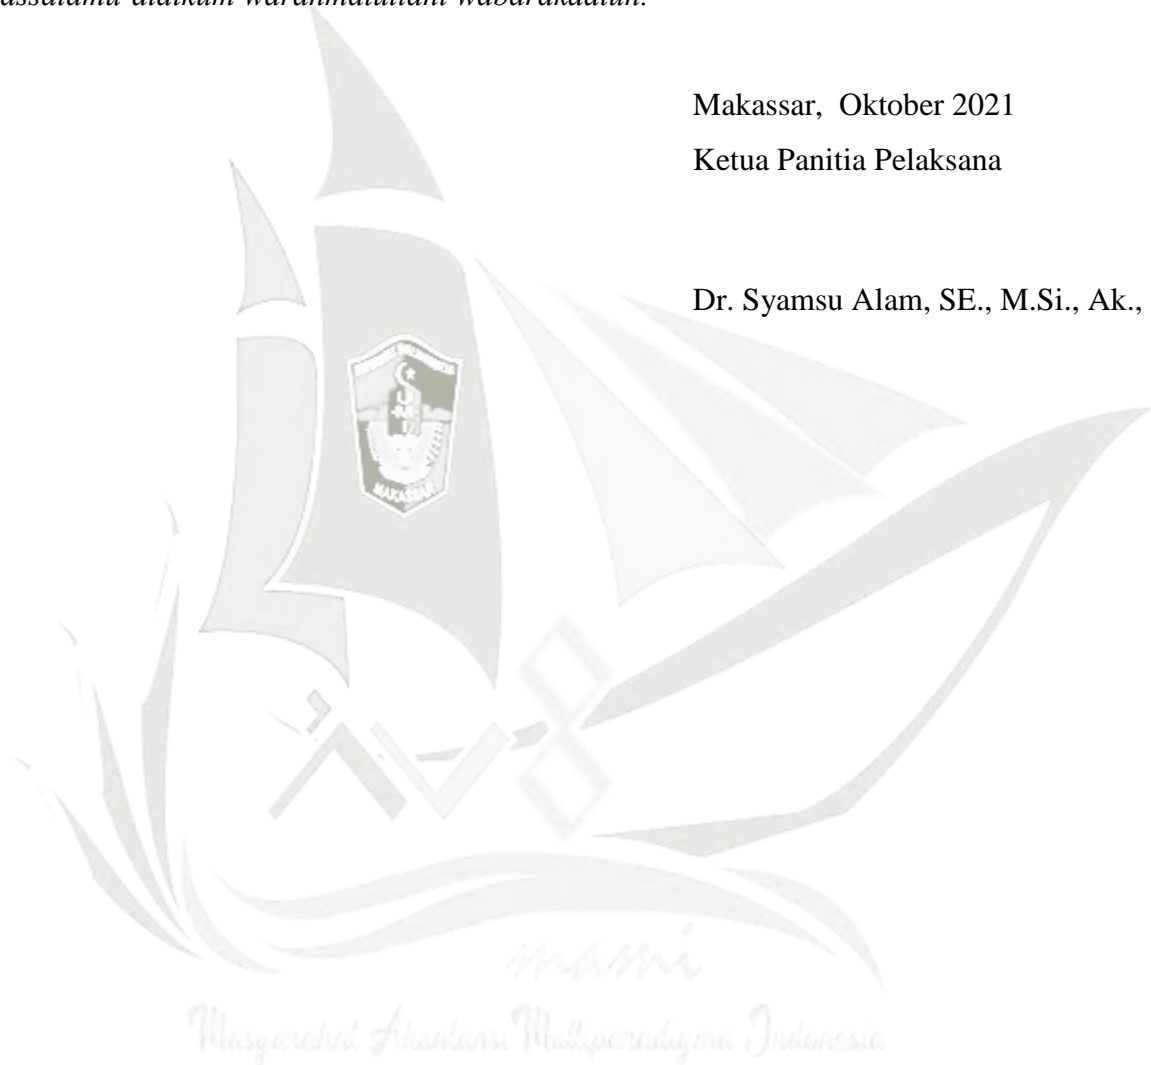 assalamu alaikum warahmatullahi wabarakaatuh.
Makassar, Oktober 2021
Ketua Panitia Pelaksana
Dr. Syamsu Alam, SE., M.Si., Ak.,
MAKASSAR
mami
Masyarakat Akuntansi Multiparadigma Indonesia